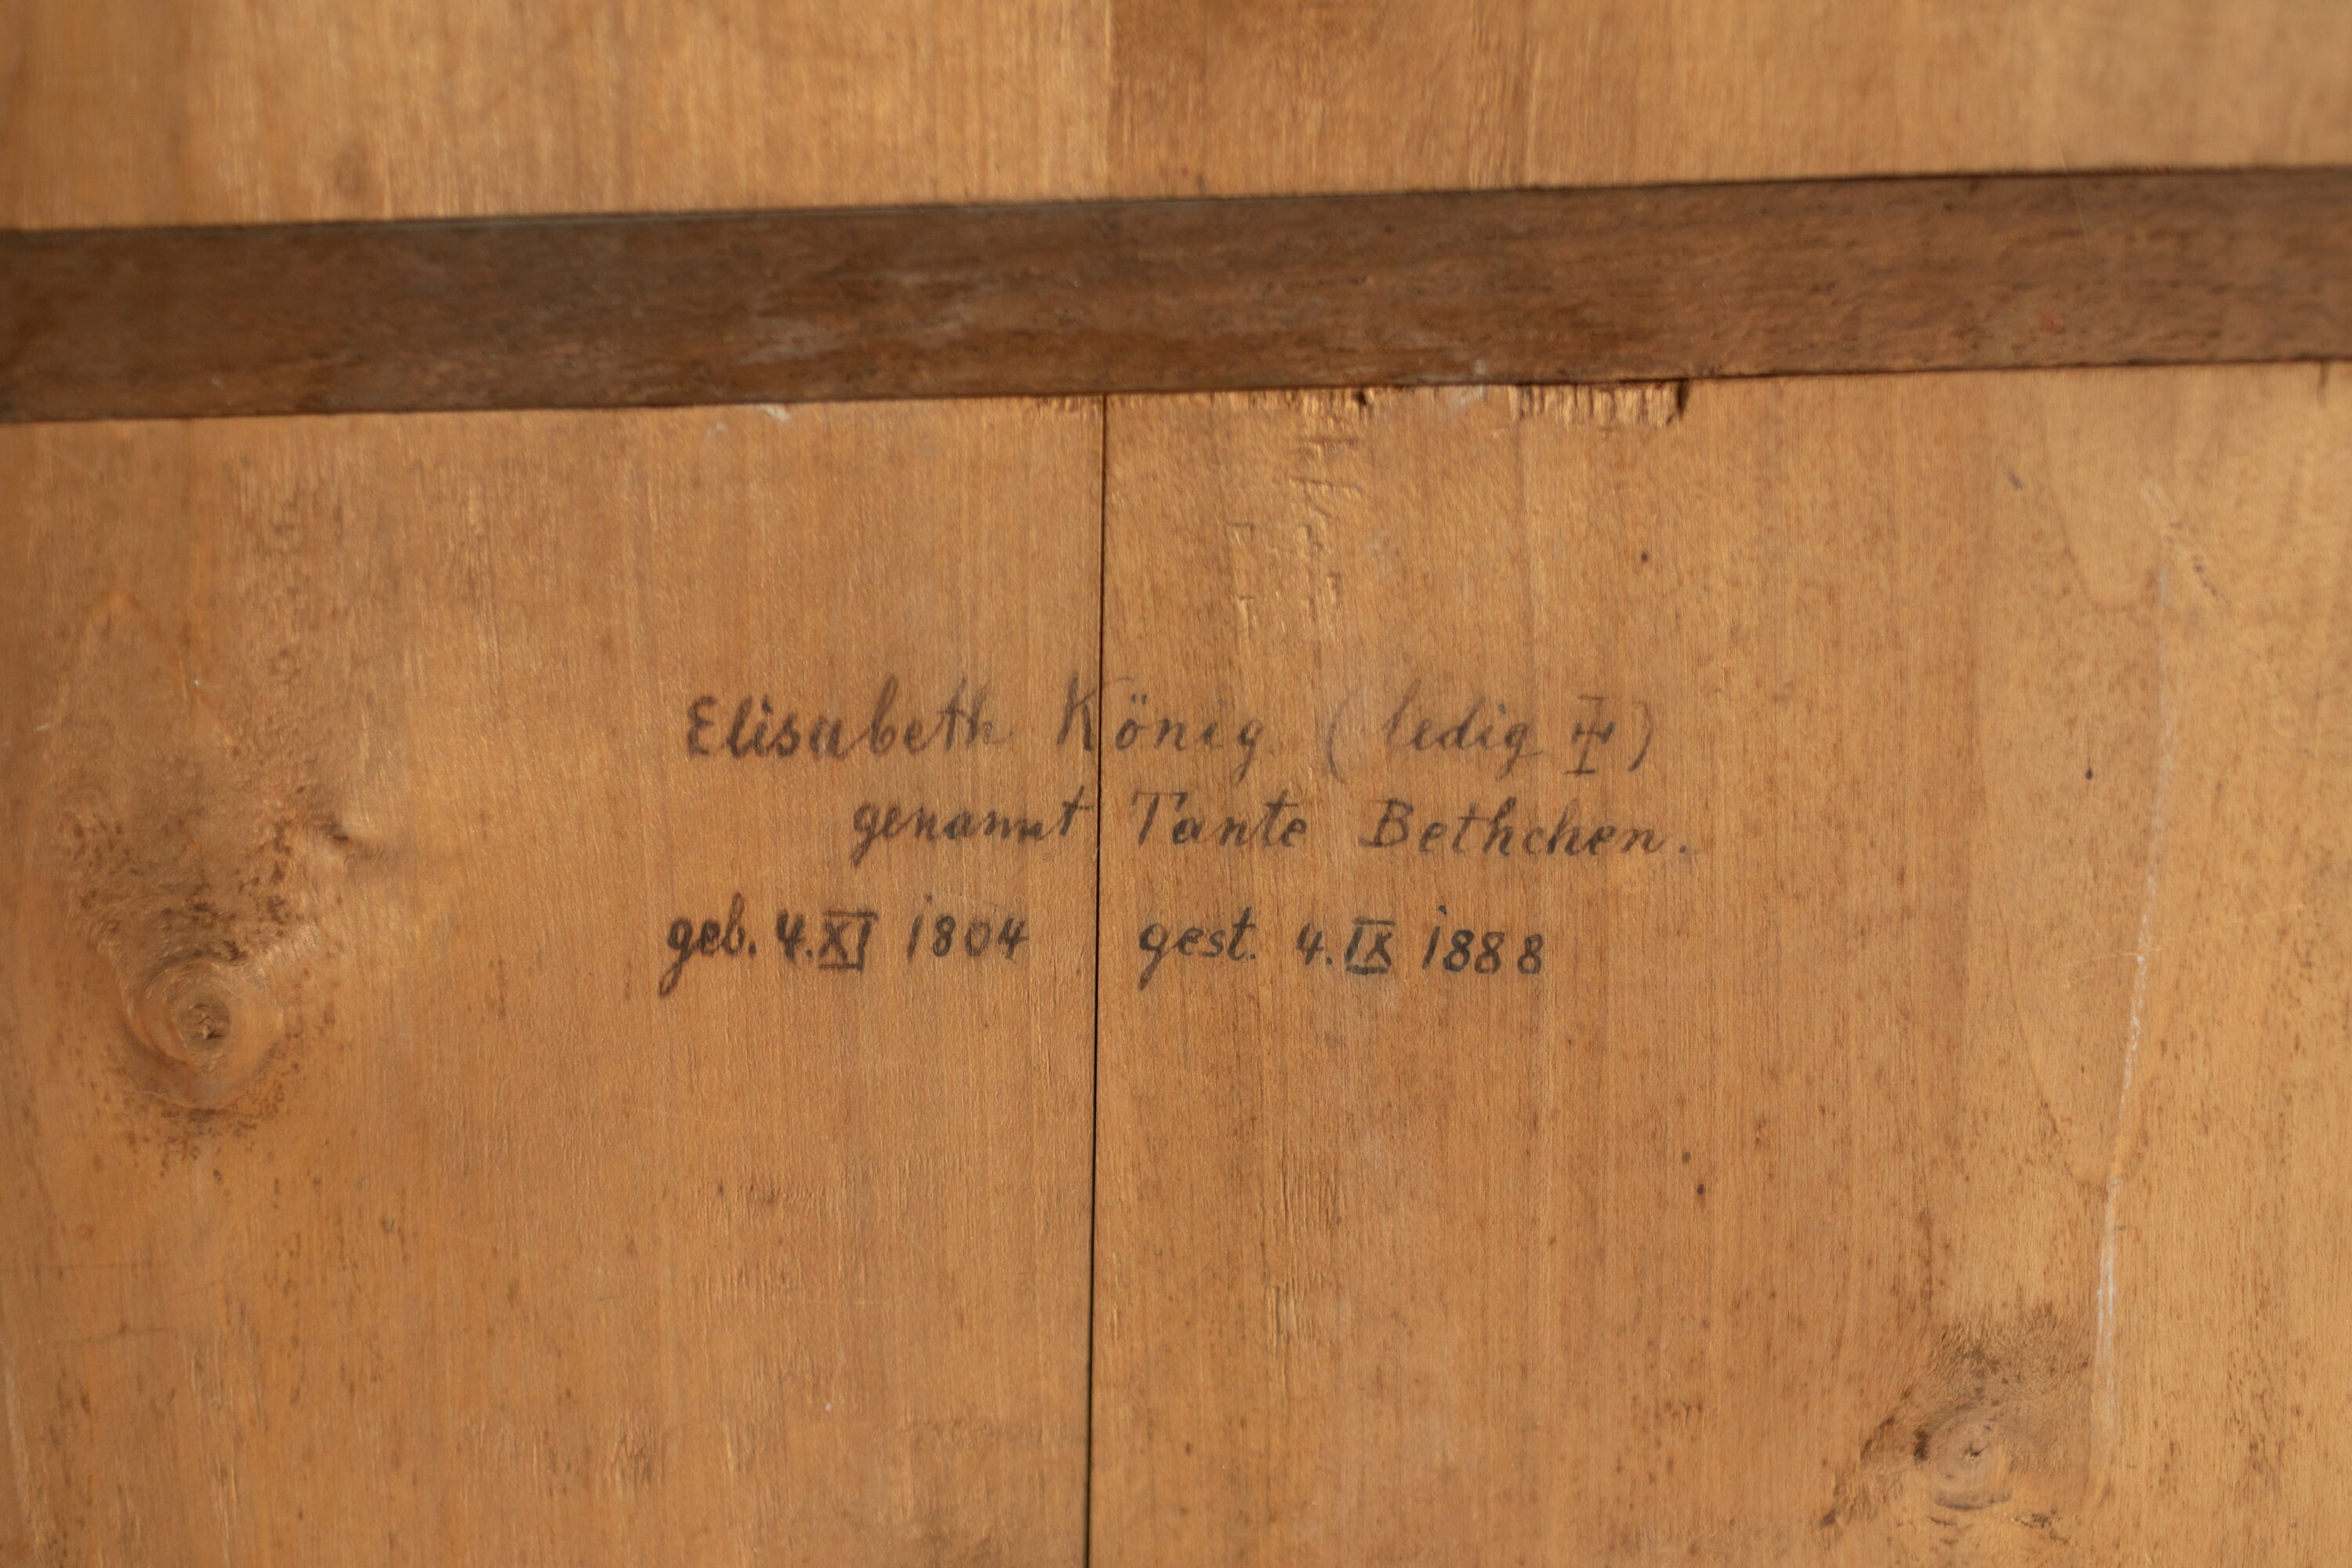 Elisabeth König (ledig †)
genannt Tante Bethchen.
geb. 4.XI 1804 gest. 4.IX 1888